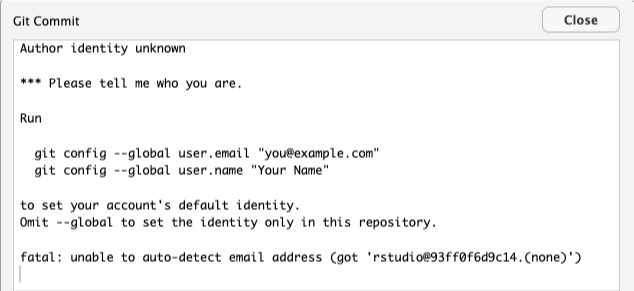 Git Commit
Close
Author identity unknown
*** Please tell me who you are.
Run
git config --global user.email "you@example.com"
git config --global user.name "Your Name"
to set your account's default identity.
Omit --global to set the identity only in this repository.
fatal: unable to auto-detect email address (got 'rstudio@93ff0f6d9c14.(none)')